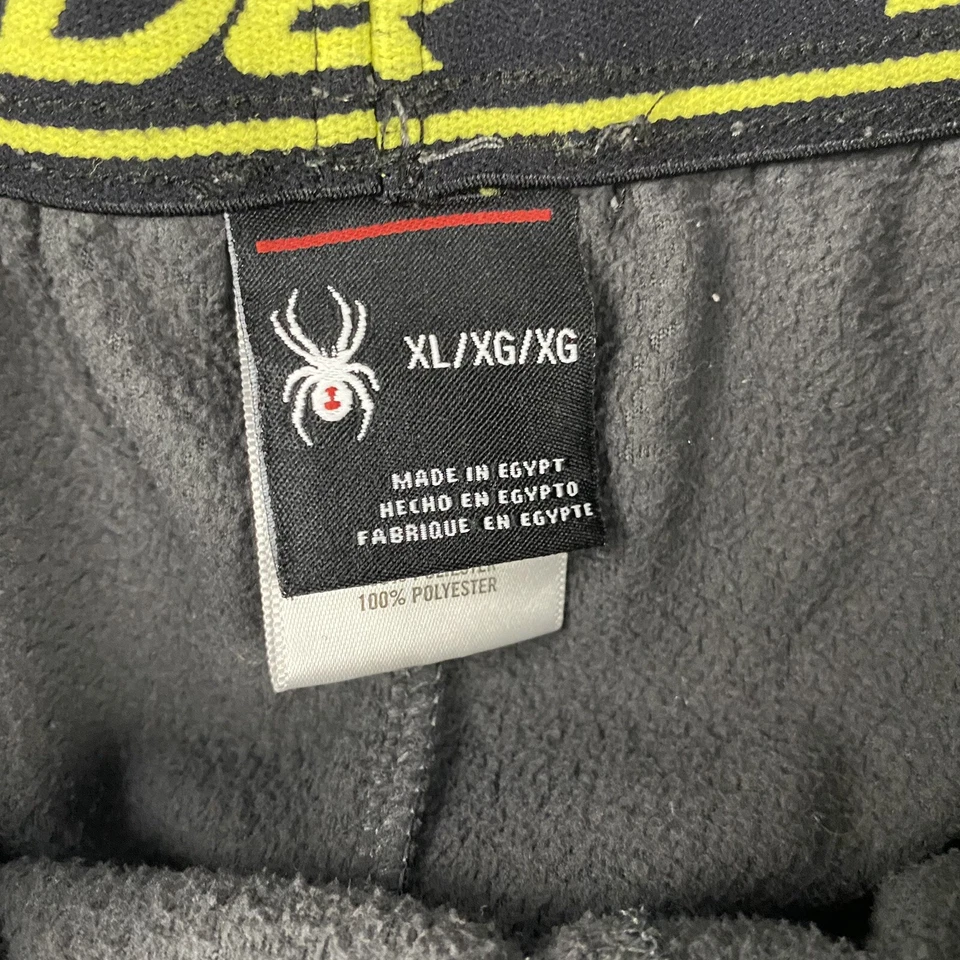 XL/XG/XG
MADE IN EGYPT
HECHO EN EGYPTO
FABRIQUE EN EGYPTE
100% POLYESTER